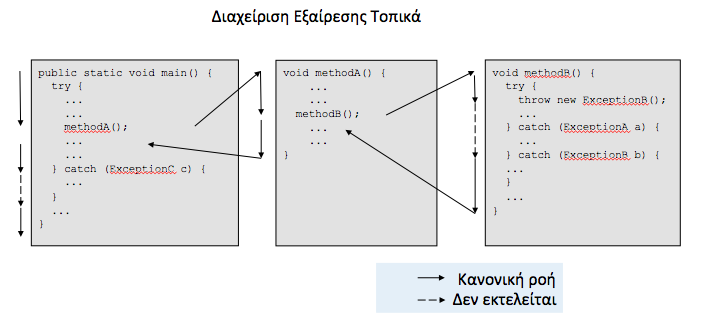 Διαχείριση Εξαίρεσης Τοπικά
public static void main() {
try {
...
...
methodA();
...
...
} catch (ExceptionC c) {
...
}
...
}
void methodA() {
...
...
methodB();
...
...
}
void methodB() {
try {
throw new ExceptionB();
...
} catch (ExceptionA a) {
...
} catch (ExceptionB b) {
...
}
...
}
Κανονική ροή
Δεν εκτελείται